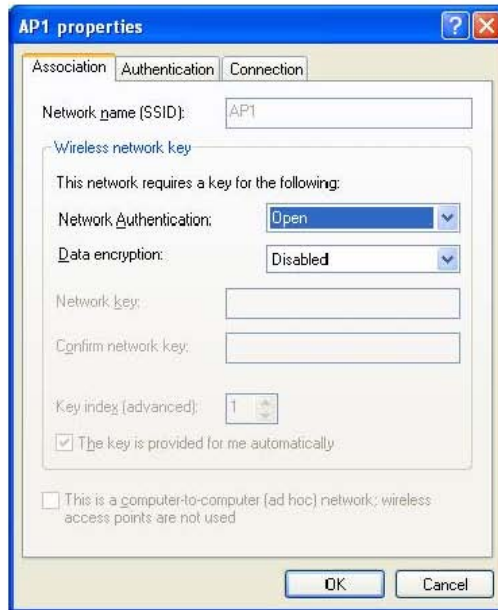 AP1 properties
Association Authentication Connection
Network name (SSID): AP1
Wireless network key
This network requires a key for the following:
Network Authentication: Open
Data encryption: Disabled
Network key:
Confirm network key:
Key index (advanced): 1
The key is provided for me automatically
This is a computer-to-computer (ad hoc) network; wireless
access points are not used
OK Cancel